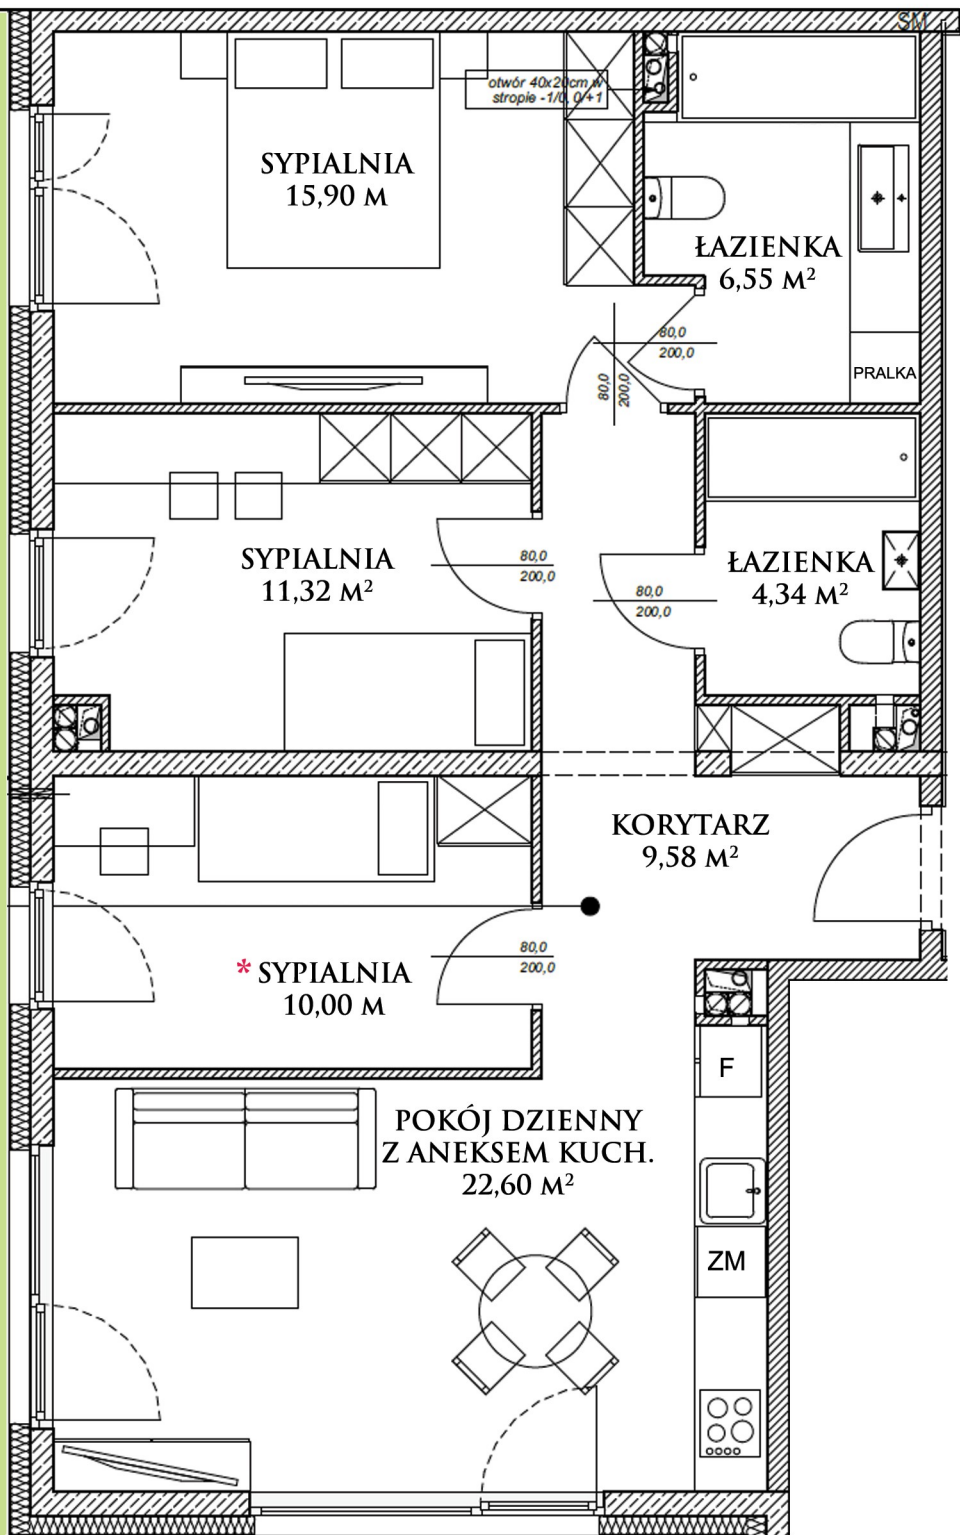 SM
otwór 40x20cm w
stropie -1/0, 0/+1
SYPIALNIA
15,90 M
ŁAZIENKA
6,55 M²
80,0
200,0
80,0
200,0
PRALKA
SYPIALNIA
11,32 M²
80,0
200,0
ŁAZIENKA
4,34 M²
80,0
200,0
KORYTARZ
9,58 M²
* SYPIALNIA
10,00 M
80,0
200,0
F
POKÓJ DZIENNY
Z ANEKSEM KUCH.
22,60 M²
ZM